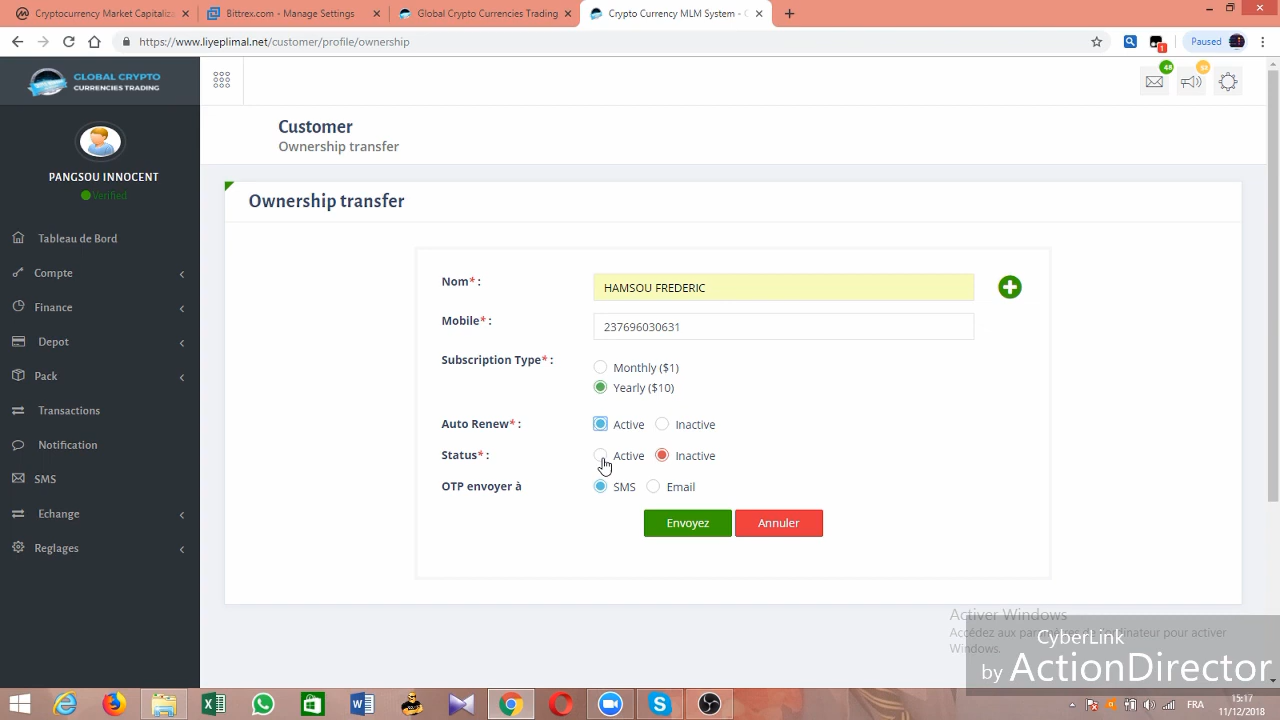 Cryptocurrency Market Capitaliza
Bittrex.com - Manage Settings
Global Crypto Currencies Trading
Crypto Currency MLM System - C
https://www.liyeplimal.net/customer/profile/ownership
Paused
1
GLOBAL CRYPTO
CURRENCIES TRADING
48
Customer
Ownership transfer
PANGSOU INNOCENT
Verified
Tableau de Bord
Compte
Finance
Depot
Pack
Transactions
Notification
SMS
Echange
Reglages
Ownership transfer
Nom* :
HAMSOU FREDERIC
Mobile* :
237696030631
Subscription Type* :
Monthly ($1)
Yearly ($10)
Auto Renew* :
Active
Inactive
Status* :
Active
Inactive
OTP envoyer à
SMS
Email
Envoyez
Annuler
Activer Windows
Accédez aux paramètres de l'ordinateur pour activer
Windows.
CyberLink
by ActionDirector
FRA
15:17
11/12/2018